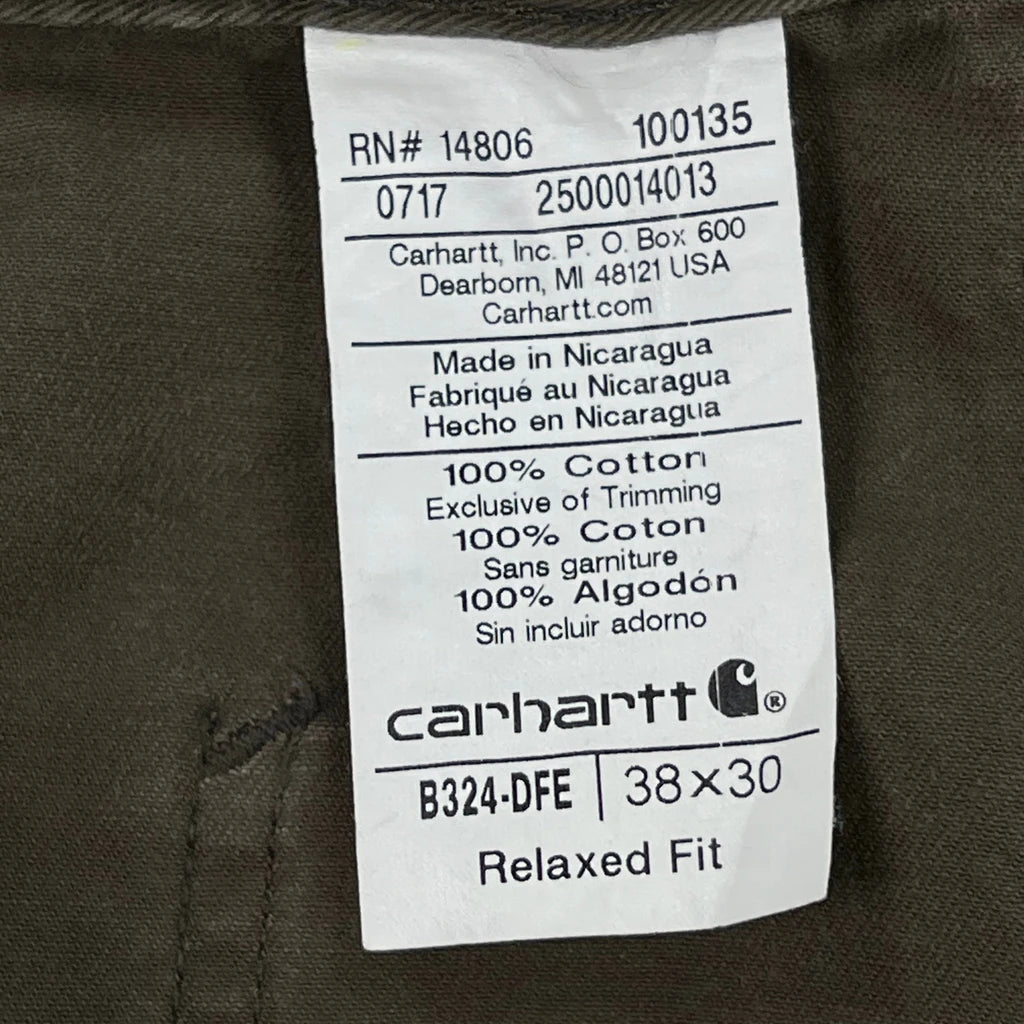 RN# 14806 100135
0717 2500014013
Carhartt, Inc. P. O. Box 600
Dearborn, MI 48121 USA
Carhartt.com
Made in Nicaragua
Fabriqué au Nicaragua
Hecho en Nicaragua
100% Cotton
Exclusive of Trimming
100% Coton
Sans garniture
100% Algodón
Sin incluir adorno
carhartt ®
B324-DFE | 38×30
Relaxed Fit